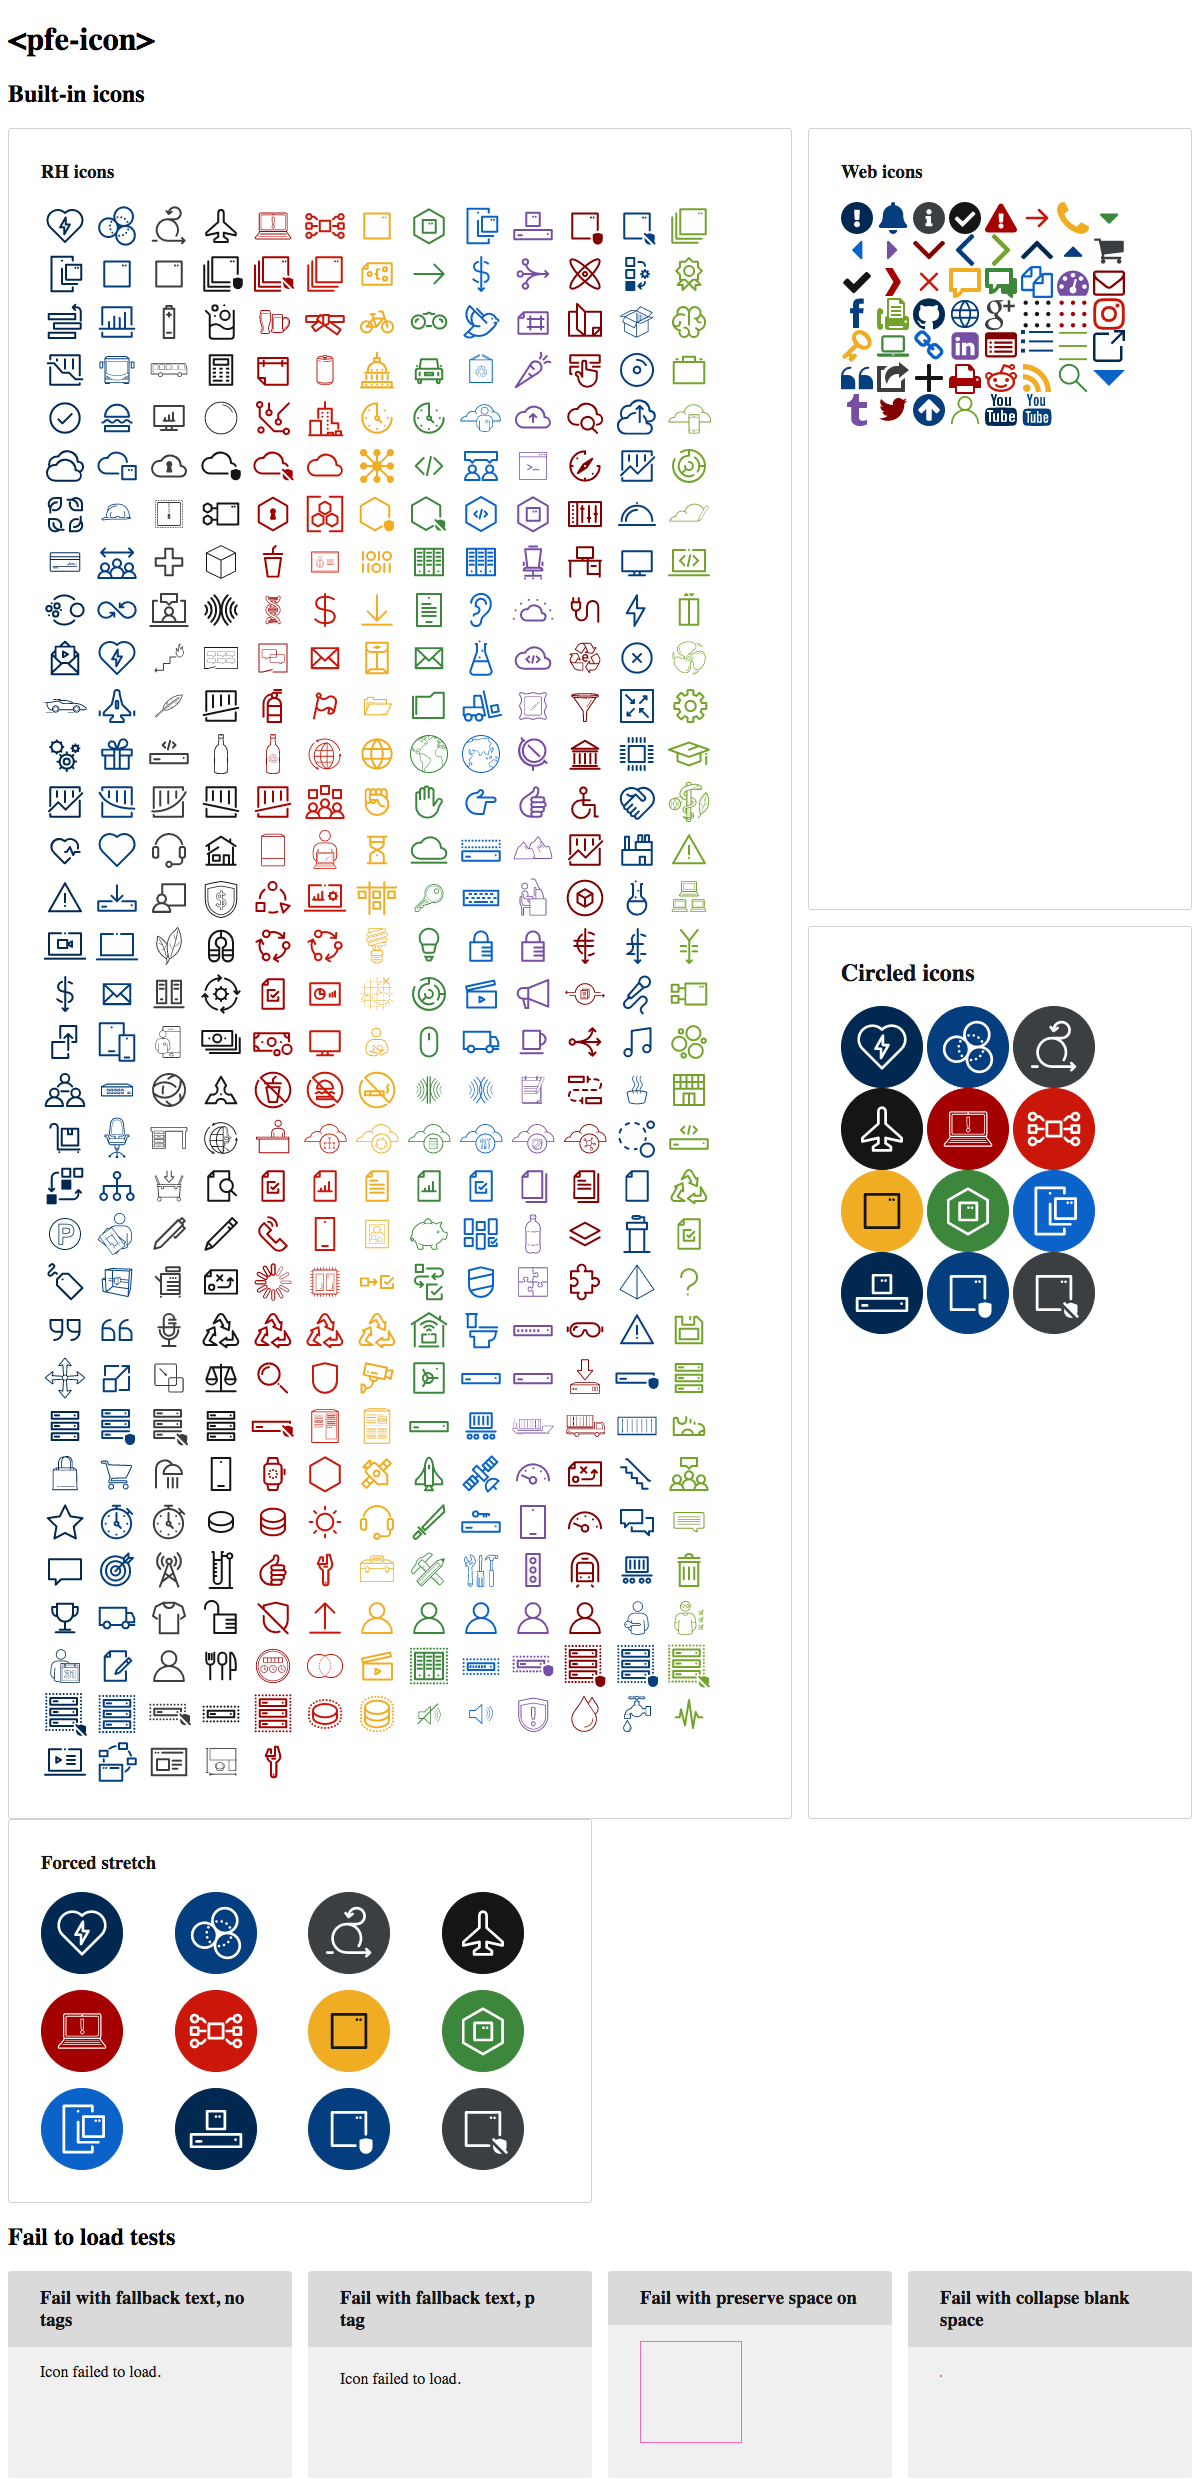 <pfe-icon>
Built-in icons
RH icons
Web icons
You
Tube
You
Tube
Circled icons
Forced stretch
Fail to load tests
Fail with fallback text, no
tags
Icon failed to load.
Fail with fallback text, p
tag
Icon failed to load.
Fail with preserve space on
Fail with collapse blank
space